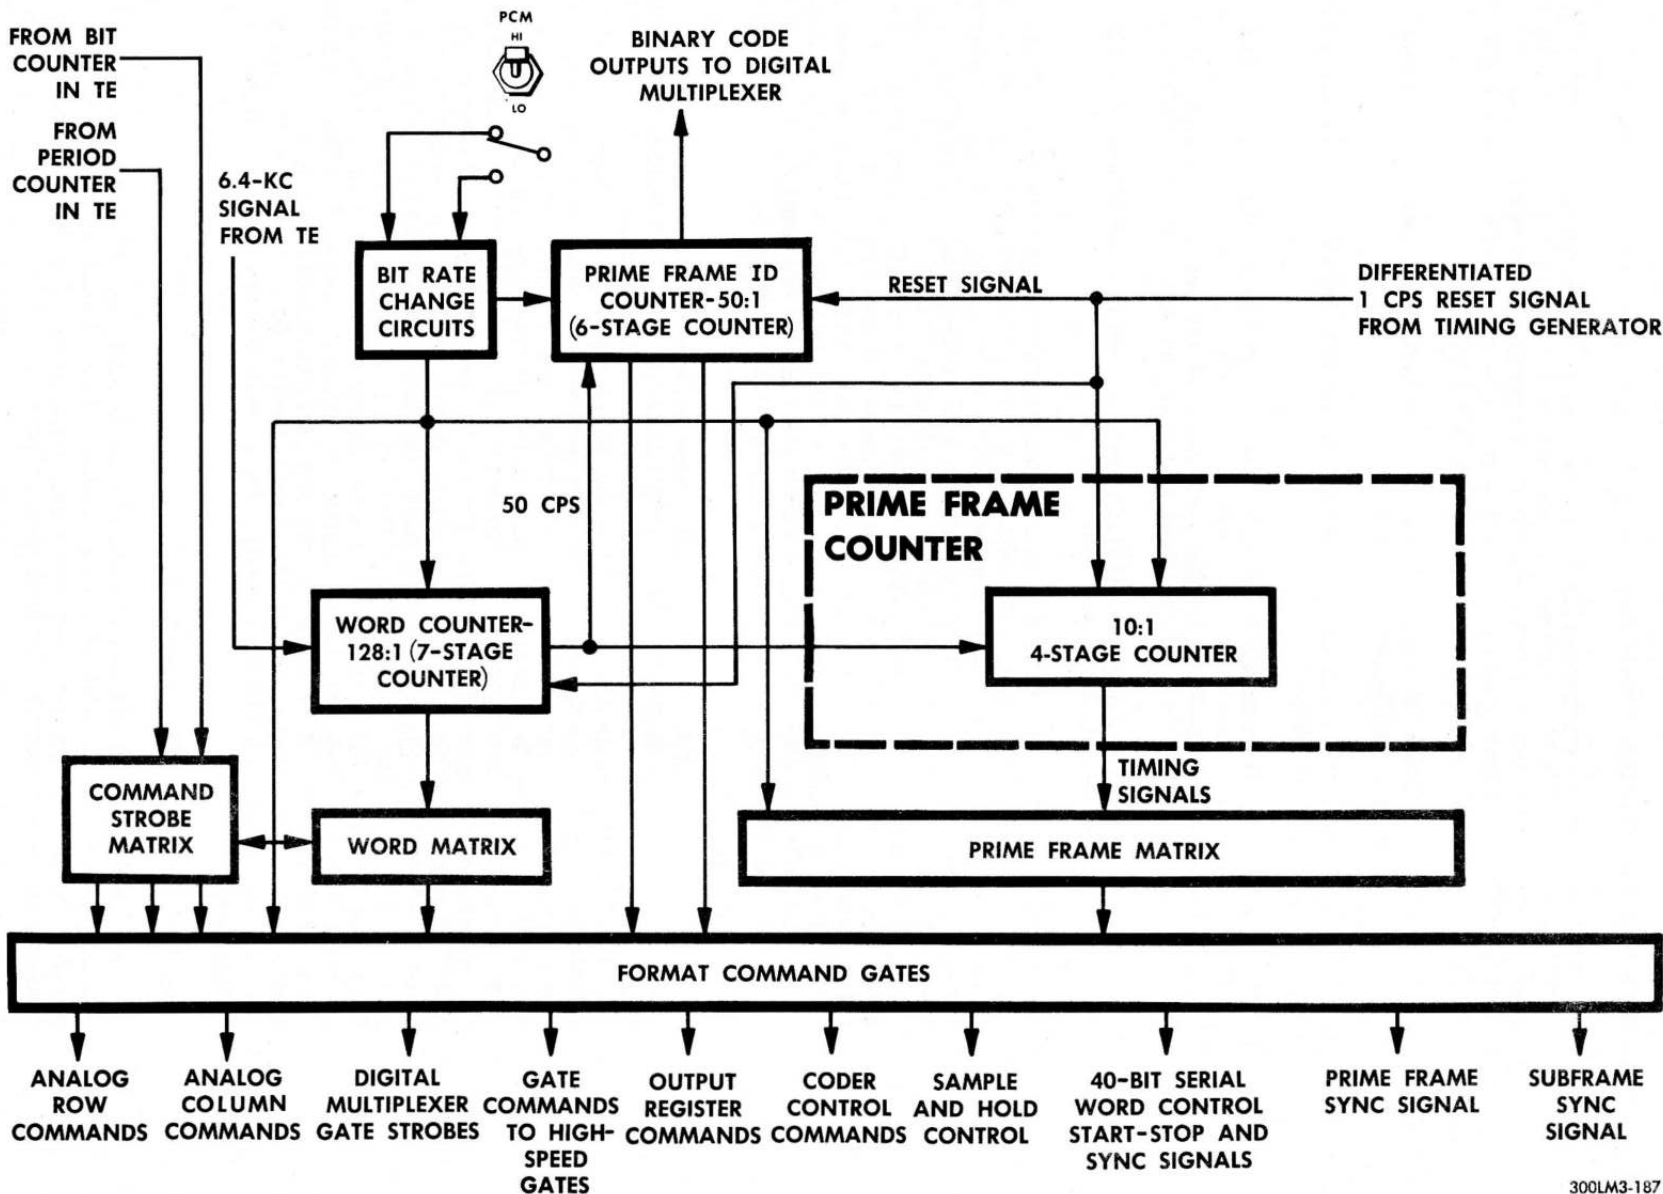 PCM
HI
LO
FROM BIT
COUNTER
IN TE
FROM
PERIOD
COUNTER
IN TE
6.4-KC
SIGNAL
FROM TE
BINARY CODE
OUTPUTS TO DIGITAL
MULTIPLEXER
BIT RATE
CHANGE
CIRCUITS
PRIME FRAME ID
COUNTER-50:1
(6-STAGE COUNTER)
RESET SIGNAL
DIFFERENTIATED
1 CPS RESET SIGNAL
FROM TIMING GENERATOR
50 CPS
PRIME FRAME
COUNTER
WORD COUNTER-
128:1 (7-STAGE
COUNTER)
10:1
4-STAGE COUNTER
TIMING
SIGNALS
COMMAND
STROBE
MATRIX
WORD MATRIX
PRIME FRAME MATRIX
FORMAT COMMAND GATES
ANALOG
ROW
COMMANDS
ANALOG
COLUMN
COMMANDS
DIGITAL
MULTIPLEXER
GATE STROBES
GATE
COMMANDS
TO HIGH-
SPEED
GATES
OUTPUT
REGISTER
COMMANDS
CODER
CONTROL
COMMANDS
SAMPLE
AND HOLD
CONTROL
40-BIT SERIAL
WORD CONTROL
START-STOP AND
SYNC SIGNALS
PRIME FRAME
SYNC SIGNAL
SUBFRAME
SYNC
SIGNAL
300LM3-187